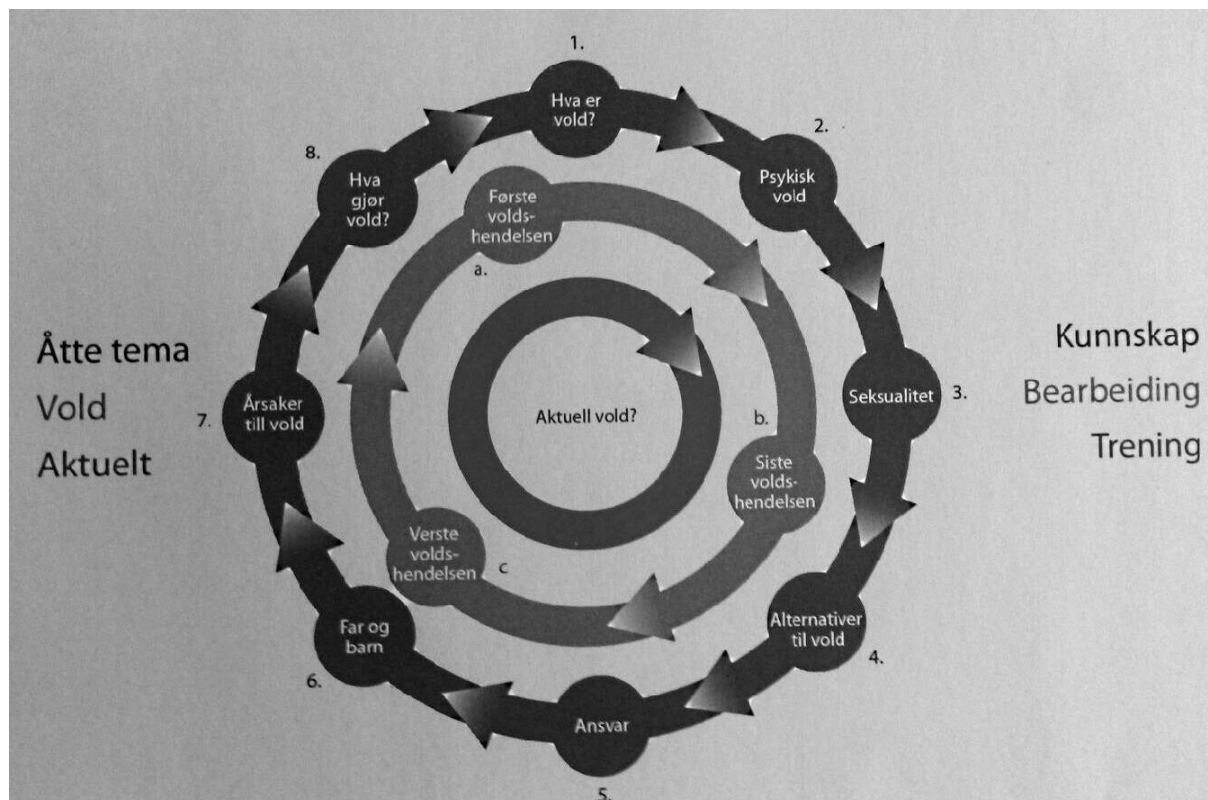 1.
Hva er
vold?
2.
Psykisk
vold
3.
Seksualitet
4.
Alternativer
til vold
5.
Ansvar
6.
Far og
barn
7.
Årsaker
till vold
8.
Hva
gjør
vold?
a.
Første
volds-
hendelsen
b.
Siste
volds-
hendelsen
c
Verste
volds-
hendelsen
Aktuell vold?
Åtte tema
Vold
Aktuelt
Kunnskap
Bearbeiding
Trening